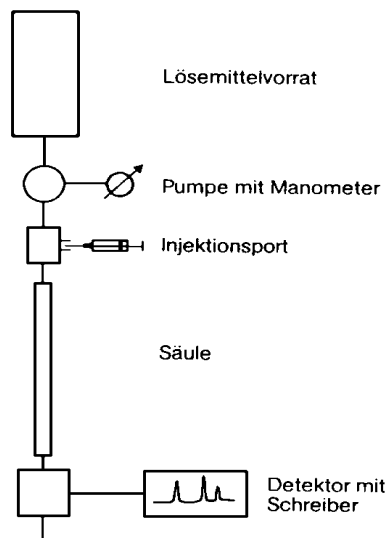 Lösemittelvorrat
Pumpe mit Manometer
Injektionsport
Säule
Detektor mit
Schreiber